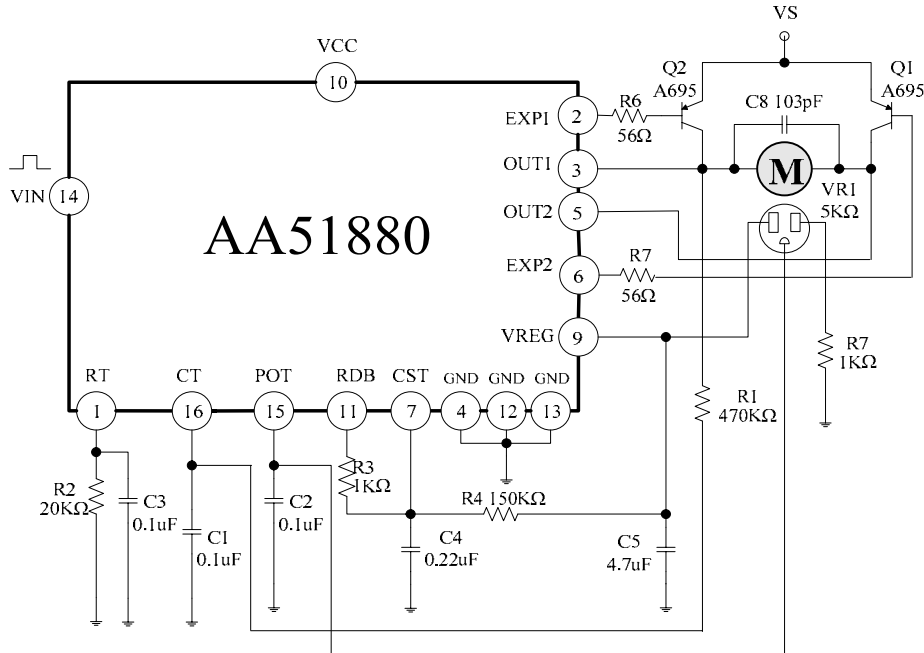 VS
VCC
10
Q2
A695
Q1
A695
R6
56Ω
C8 103pF
EXP1
2
OUT1
3
M
VR1
5KΩ
VIN
14
AA51880
OUT2
5
EXP2
6
R7
56Ω
VREG
9
R7
1KΩ
RT
1
CT
16
POT
15
RDB
11
CST
7
GND
4
GND
12
GND
13
R1
470KΩ
R2
20KΩ
C3
0.1uF
C1
0.1uF
C2
0.1uF
R3
1KΩ
R4 150KΩ
C4
0.22uF
C5
4.7uF